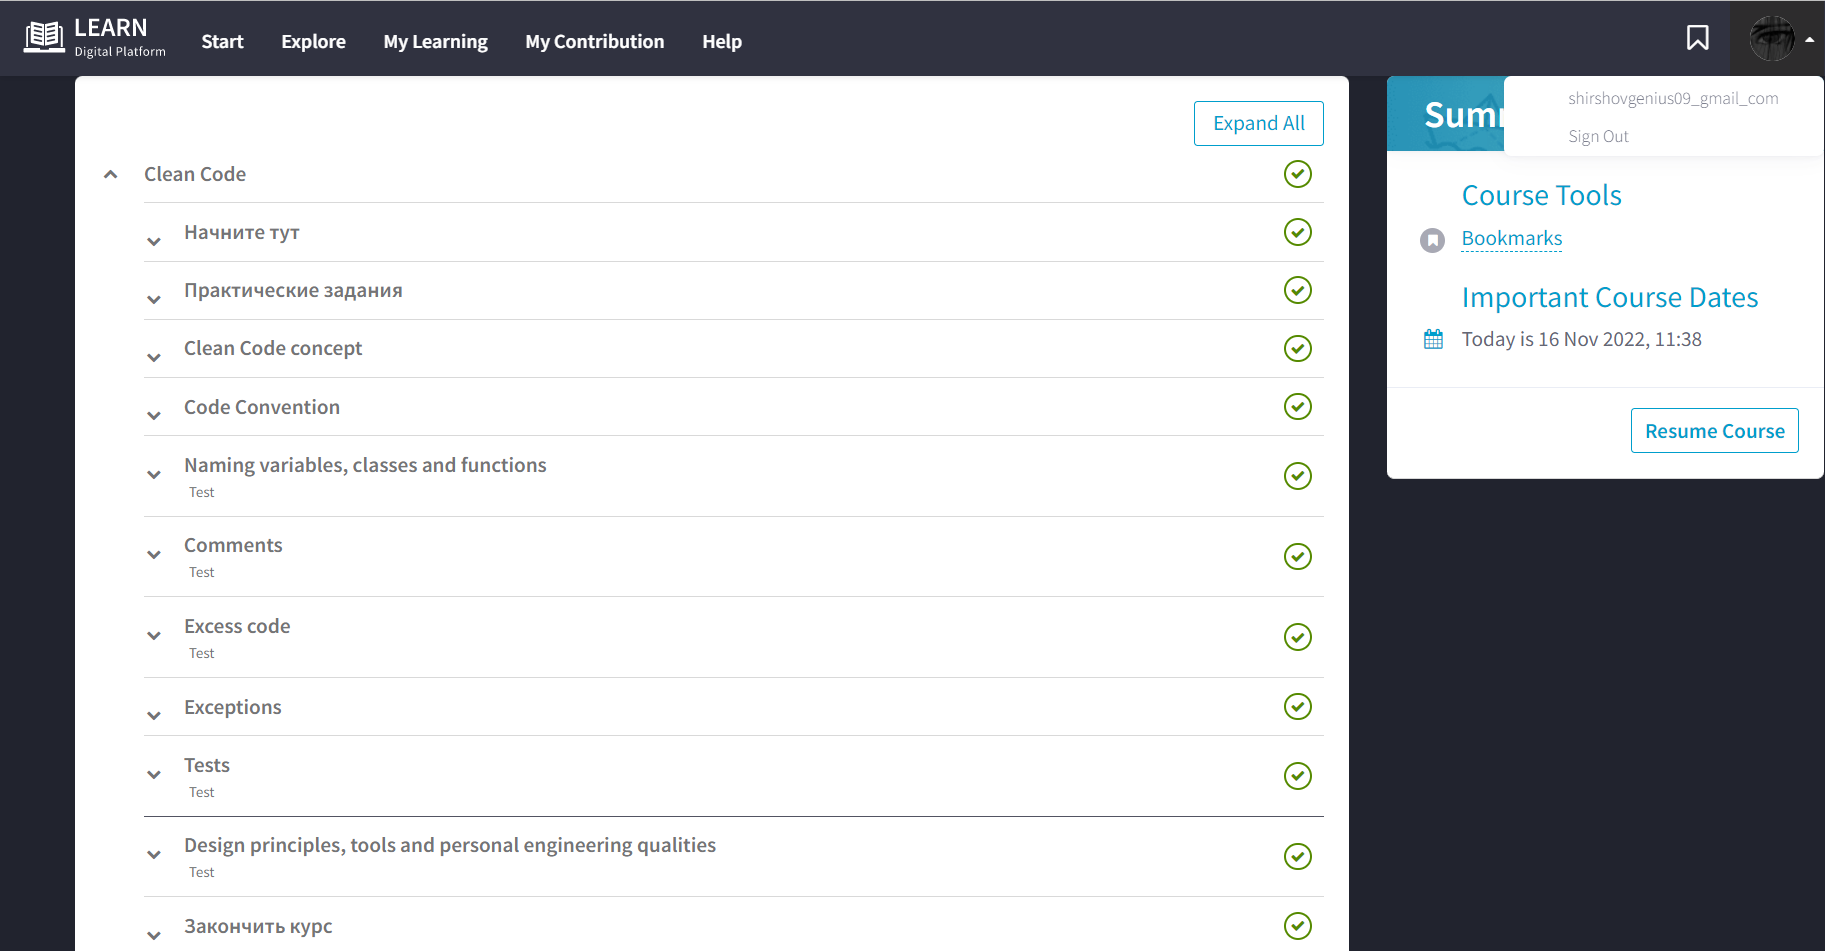 LEARN
Digital Platform
Start
Explore
My Learning
My Contribution
Help
shirshovgenius09_gmail_com
Sign Out
Expand All
Clean Code
Начните тут
Практические задания
Clean Code concept
Code Convention
Naming variables, classes and functions
Test
Comments
Test
Excess code
Test
Exceptions
Tests
Test
Design principles, tools and personal engineering qualities
Test
Закончить курс
Course Tools
Bookmarks
Important Course Dates
Today is 16 Nov 2022, 11:38
Resume Course